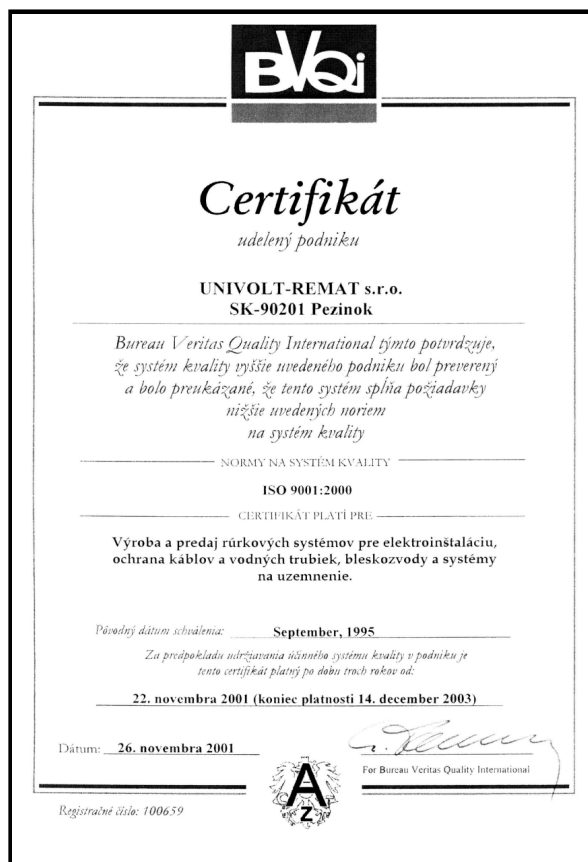 BVQi
Certifikát
udelený podniku
UNIVOLT-REMAT s.r.o.
SK-90201 Pezinok
Bureau Veritas Quality International týmto potvrdzuje,
že systém kvality vyššie uvedeného podniku bol preverený
a bolo preukázané, že tento systém spĺňa požiadavky
nižšie uvedených noriem
na systém kvality
NORMY NA SYSTÉM KVALITY
ISO 9001:2000
CERTIFIKÁT PLATÍ PRE
Výroba a predaj rúrkových systémov pre elektroinštaláciu,
ochrana káblov a vodných trubiek, bleskozvody a systémy
na uzemnenie.
Pôvodný dátum schválenia: September, 1995
Za predpokladu udržiavania účinného systému kvality v podniku je
tento certifikát platný po dobu troch rokov od:
22. novembra 2001 (koniec platnosti 14. december 2003)
Dátum: 26. novembra 2001
For Bureau Veritas Quality International
A
C Z
Registračné číslo: 100659